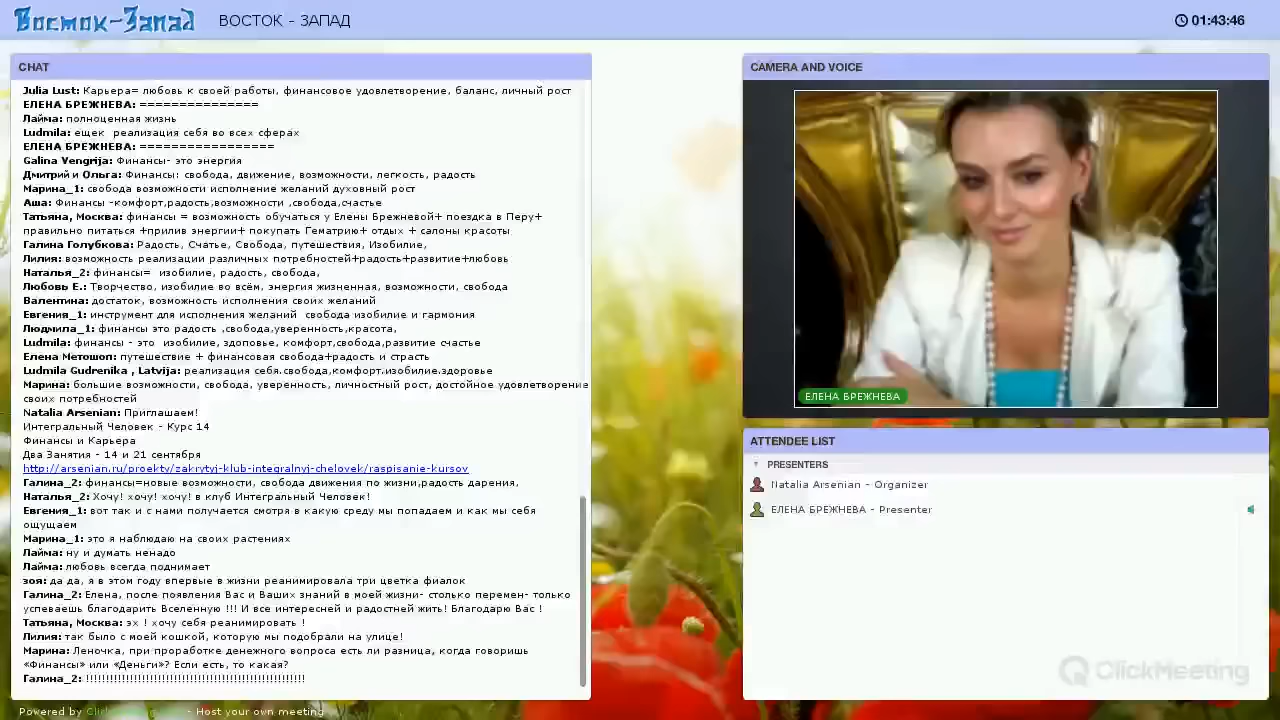 Восток-Запад
ВОСТОК - ЗАПАД
01:43:46
CHAT
Julia Lust: Карьера= любовь к своей работы, финансовое удовлетворение, баланс, личный рост
ЕЛЕНА БРЕЖНЕВА: ===============
Лайма: полноценная жизнь
Ludmila: ещек реализация себя во всех сферах
ЕЛЕНА БРЕЖНЕВА: =================
Galina Vengrija: Финансы- это энергия
Дмитрий и Ольга: Финансы: свобода, движение, возможности, легкость, радость
Марина_1: свобода возможности исполнение желаний духовный рост
Аша: Финансы -комфорт,радость,возможности ,свобода,счастье
Татьяна, Москва: финансы = возможность обучаться у Елены Брежневой+ поездка в Перу+
правильно питаться +прилив энергии+ покупать Гематрию+ отдых + салоны красоты
Галина Голубкова: Радость, Счатье, Свобода, путешествия, Изобилие,
Лилия: возможность реализации различных потребностей+радость+развитие+любовь
Наталья_2: финансы= изобилие, радость, свобода,
Любовь Е.: Творчество, изобилие во всём, энергия жизненная, возможности, свобода
Валентина: достаток, возможность исполнения своих желаний
Евгения_1: инструмент для исполнения желаний свобода изобилие и гармония
Людмила_1: финансы это радость ,свобода,уверенность,красота,
Ludmila: финансы - это изобилие, здоповье, комфорт,свобода,развитие счастье
Елена Метошоп: путешествие + финансовая свобода+радость и страсть
Ludmila Gudrenika , Latvija: реализация себя.свобода,комфорт.изобилие.здоровье
Марина: большие возможности, свобода, уверенность, личностный рост, достойное удовлетворение
своих потребностей
Natalia Arsenian: Приглашаем!
Интегральный Человек - Курс 14
Финансы и Карьера
Два Занятия - 14 и 21 сентября
http://arsenian.ru/proekty/zakrytyj-klub-integralnyj-chelovek/raspisanie-kursov
Галина_2: финансы=новые возможности, свобода движения по жизни,радость дарения,
Наталья_2: Хочу! хочу! хочу! в клуб Интегральный Человек!
Евгения_1: вот так и с нами получается смотря в какую среду мы попадаем и как мы себя
ощущаем
Марина_1: это я наблюдаю на своих растениях
Лайма: ну и думать ненадо
Лайма: любовь всегда поднимает
зоя: да да, я в этом году впервые в жизни реанимировала три цветка фиалок
Галина_2: Елена, после появления Вас и Ваших знаний в моей жизни- столько перемен- только
успеваешь благодарить Вселенную !!! И все интересней и радостней жить! Благодарю Вас !
Татьяна, Москва: эх ! хочу себя реанимировать !
Лилия: так было с моей кошкой, которую мы подобрали на улице!
Марина: Леночка, при проработке денежного вопроса есть ли разница, когда говоришь
«Финансы» или «Деньги»? Если есть, то какая?
Галина_2: !!!!!!!!!!!!!!!!!!!!!!!!!!!!!!!!!!!!!!!!!!!!!!!!!!!!!!!
Powered by ClickMeeting - Host your own meeting
CAMERA AND VOICE
ЕЛЕНА БРЕЖНЕВА
ATTENDEE LIST
PRESENTERS
Natalia Arsenian - Organizer
ЕЛЕНА БРЕЖНЕВА - Presenter
ClickMeeting